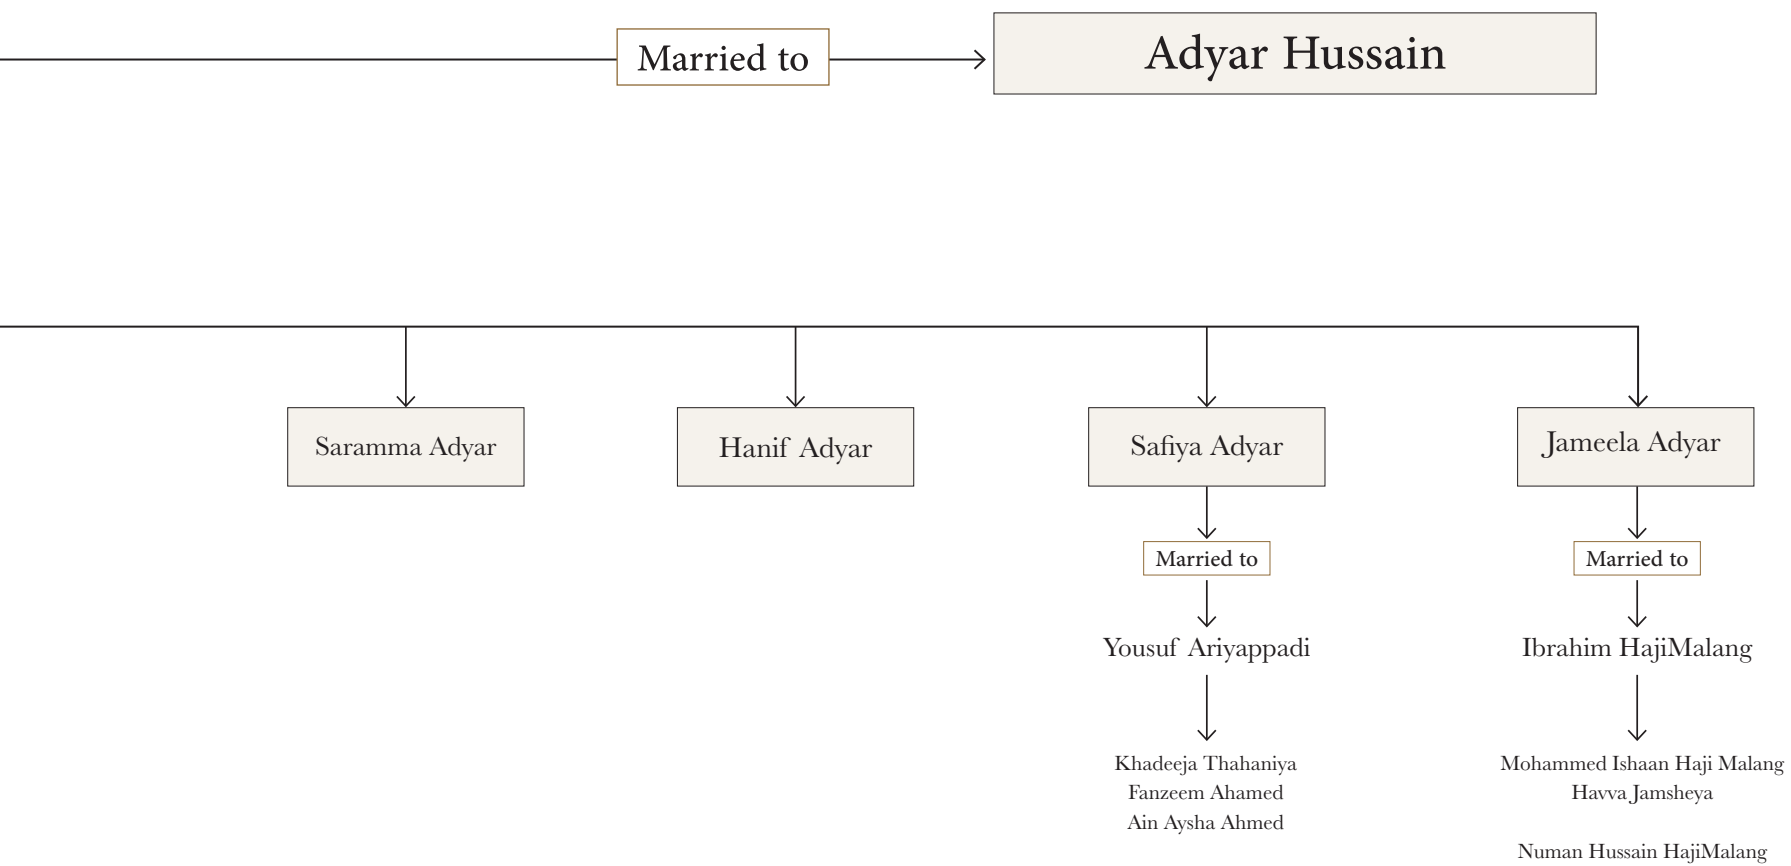 Married to
Adyar Hussain
Saramma Adyar
Hanif Adyar
Safiya Adyar
Jameela Adyar
Married to
Married to
Yousuf Ariyappadi
Ibrahim HajiMalang
Khadeeja Thahaniya
Fanzeem Ahamed
Ain Aysha Ahmed
Mohammed Ishaan Haji Malang
Havva Jamsheya
Numan Hussain HajiMalang